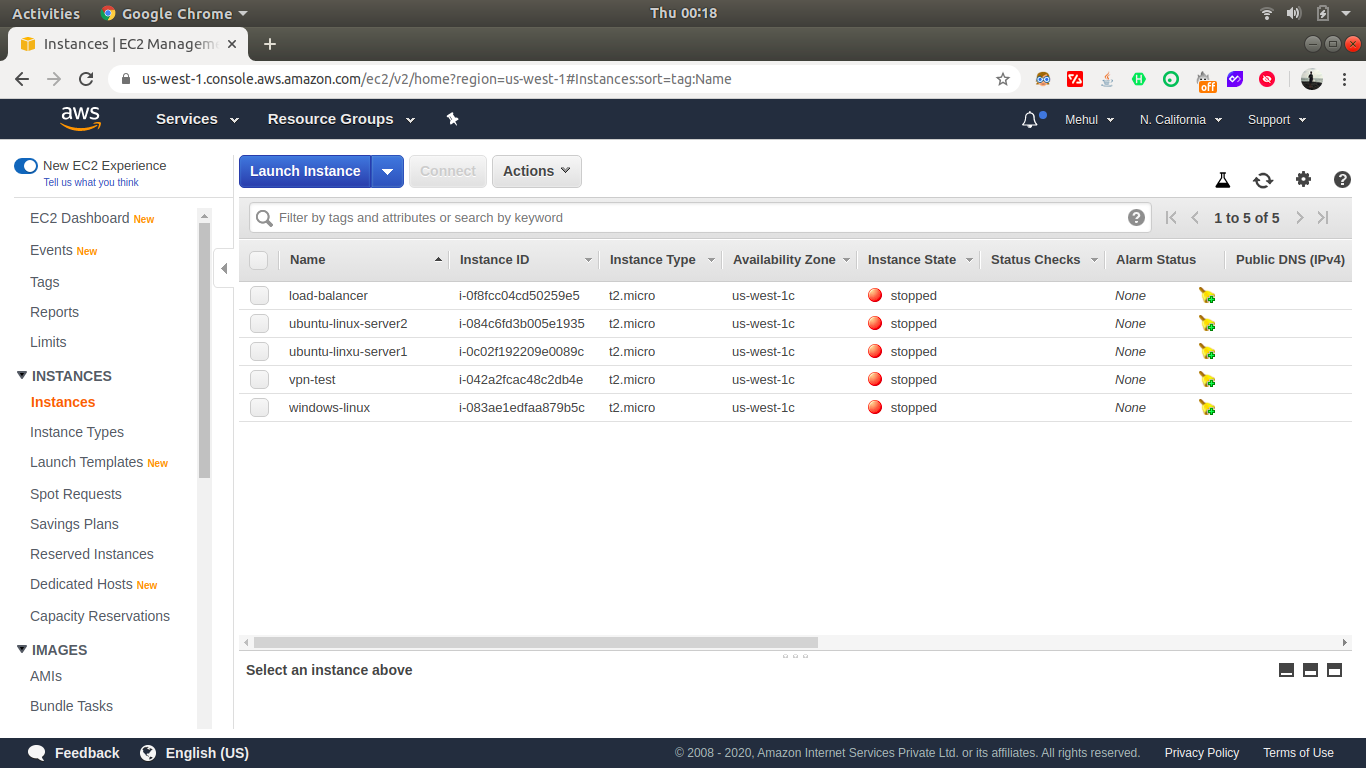 Activities Google Chrome Thu 00:18
Instances | EC2 Managem
us-west-1.console.aws.amazon.com/ec2/v2/home?region=us-west-1#Instances:sort=tag:Name
off
aws Services Resource Groups Mehul N. California Support
New EC2 Experience
Tell us what you think
Launch Instance Connect Actions
EC2 Dashboard New
Events New
Tags
Reports
Limits
INSTANCES
Instances
Instance Types
Launch Templates New
Spot Requests
Savings Plans
Reserved Instances
Dedicated Hosts New
Capacity Reservations
IMAGES
AMIs
Bundle Tasks
Filter by tags and attributes or search by keyword 1 to 5 of 5
Name Instance ID Instance Type Availability Zone Instance State Status Checks Alarm Status Public DNS (IPv4)
load-balancer i-0f8fcc04cd50259e5 t2.micro us-west-1c stopped None
ubuntu-linux-server2 i-084c6fd3b005e1935 t2.micro us-west-1c stopped None
ubuntu-linxu-server1 i-0c02f192209e0089c t2.micro us-west-1c stopped None
vpn-test i-042a2fcac48c2db4e t2.micro us-west-1c stopped None
windows-linux i-083ae1edfaa879b5c t2.micro us-west-1c stopped None
Select an instance above
Feedback English (US) © 2008 - 2020, Amazon Internet Services Private Ltd. or its affiliates. All rights reserved. Privacy Policy Terms of Use